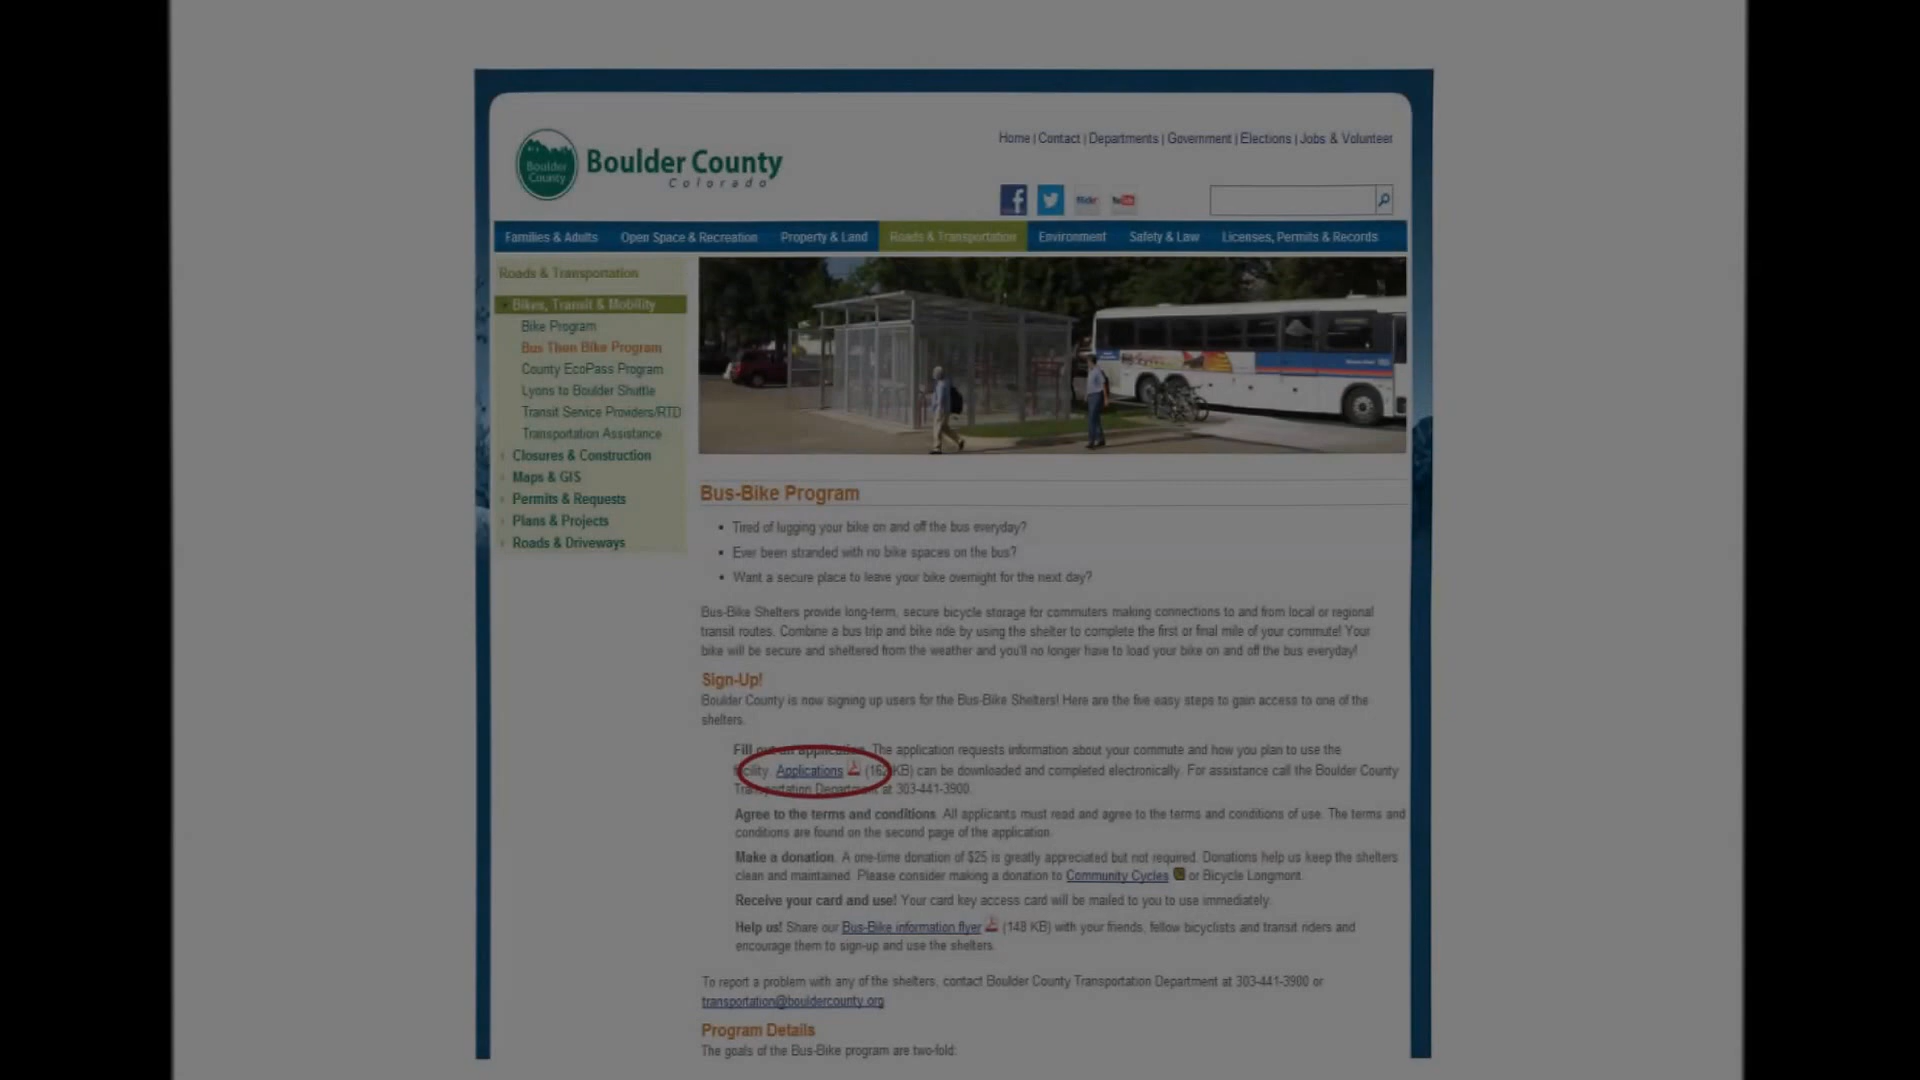 Boulder County
Boulder County
Colorado
Home | Contact | Departments | Government | Elections | Jobs & Volunteer
flickr
Families & Adults Open Space & Recreation Property & Land Roads & Transportation Environment Safety & Law Licenses, Permits & Records
Roads & Transportation
Bikes, Transit & Mobility
Bike Program
Bus Then Bike Program
County EcoPass Program
Lyons to Boulder Shuttle
Transit Service Providers/RTD
Transportation Assistance
Closures & Construction
Maps & GIS
Permits & Requests
Plans & Projects
Roads & Driveways
Bus-Bike Program
• Tired of lugging your bike on and off the bus everyday?
• Ever been stranded with no bike spaces on the bus?
• Want a secure place to leave your bike overnight for the next day?
Bus-Bike Shelters provide long-term, secure bicycle storage for commuters making connections to and from local or regional
transit routes. Combine a bus trip and bike ride by using the shelter to complete the first or final mile of your commute! Your
bike will be secure and sheltered from the weather and you'll no longer have to load your bike on and off the bus everyday!
Sign-Up!
Boulder County is now signing up users for the Bus-Bike Shelters! Here are the five easy steps to gain access to one of the
shelters.
Fill out an application. The application requests information about your commute and how you plan to use the
facility. Applications (162 KB) can be downloaded and completed electronically. For assistance call the Boulder County
Transportation Department at 303-441-3900.
Agree to the terms and conditions. All applicants must read and agree to the terms and conditions of use. The terms and
conditions are found on the second page of the application.
Make a donation. A one-time donation of $25 is greatly appreciated but not required. Donations help us keep the shelters
clean and maintained. Please consider making a donation to Community Cycles or Bicycle Longmont.
Receive your card and use! Your card key access card will be mailed to you to use immediately.
Help us! Share our Bus-Bike information flyer (148 KB) with your friends, fellow bicyclists and transit riders and
encourage them to sign-up and use the shelters.
To report a problem with any of the shelters, contact Boulder County Transportation Department at 303-441-3900 or
transportation@bouldercounty.org
Program Details
The goals of the Bus-Bike program are two-fold: